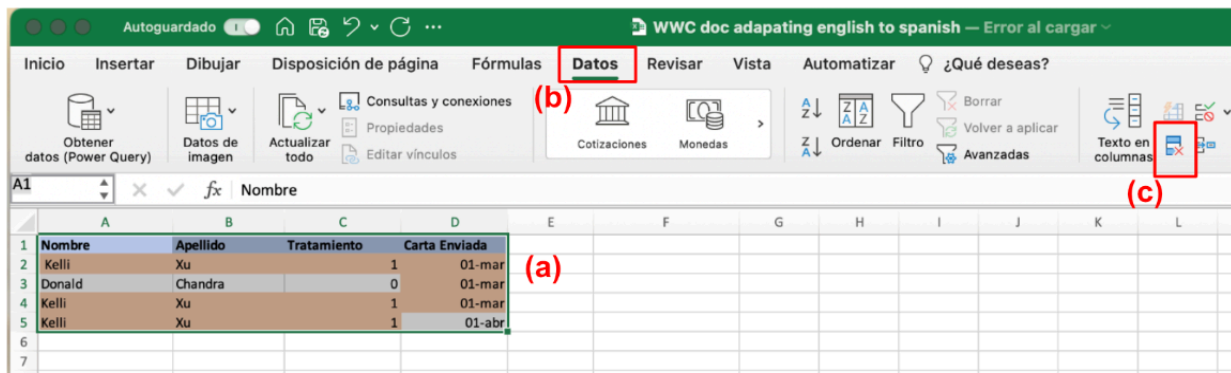 Autoguardado
WWC doc adapating english to spanish — Error al cargar
Inicio Insertar Dibujar Disposición de página Fórmulas Datos Revisar Vista Automatizar ¿Qué deseas?
(b)
Obtener
datos (Power Query)
Datos de
imagen
Actualizar
todo
Consultas y conexiones
Propiedades
Editar vínculos
Cotizaciones Monedas
Ordenar Filtro
Borrar
Volver a aplicar
Avanzadas
Texto en
columnas
(c)
A1 fx Nombre
A B C D E F G H I J K L
1 Nombre Apellido Tratamiento Carta Enviada
2 Kelli Xu 1 01-mar
(a)
3 Donald Chandra 0 01-mar
4 Kelli Xu 1 01-mar
5 Kelli Xu 1 01-abr
6
7